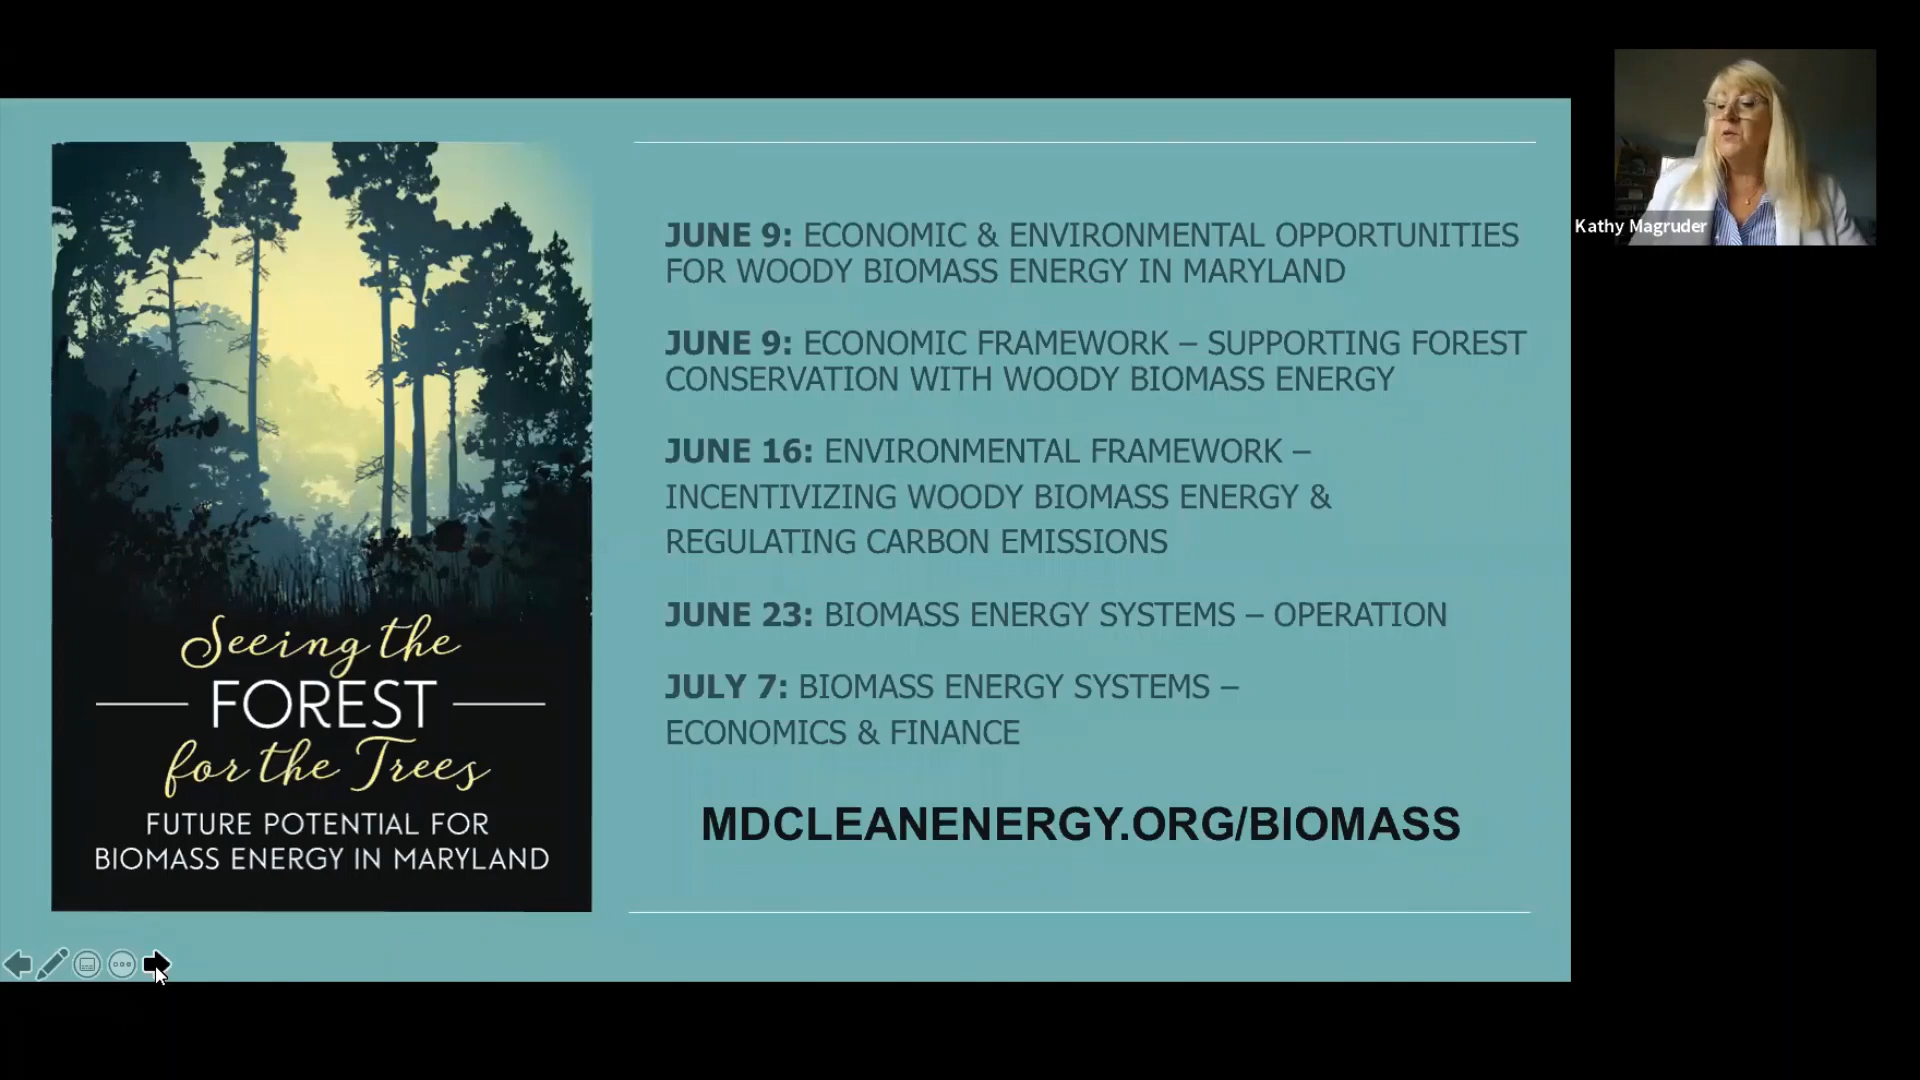 Seeing the
FOREST
for the Trees
FUTURE POTENTIAL FOR
BIOMASS ENERGY IN MARYLAND
JUNE 9: ECONOMIC & ENVIRONMENTAL OPPORTUNITIES
FOR WOODY BIOMASS ENERGY IN MARYLAND
JUNE 9: ECONOMIC FRAMEWORK – SUPPORTING FOREST
CONSERVATION WITH WOODY BIOMASS ENERGY
JUNE 16: ENVIRONMENTAL FRAMEWORK –
INCENTIVIZING WOODY BIOMASS ENERGY &
REGULATING CARBON EMISSIONS
JUNE 23: BIOMASS ENERGY SYSTEMS – OPERATION
JULY 7: BIOMASS ENERGY SYSTEMS –
ECONOMICS & FINANCE
MDCLEANENERGY.ORG/BIOMASS
Kathy Magruder